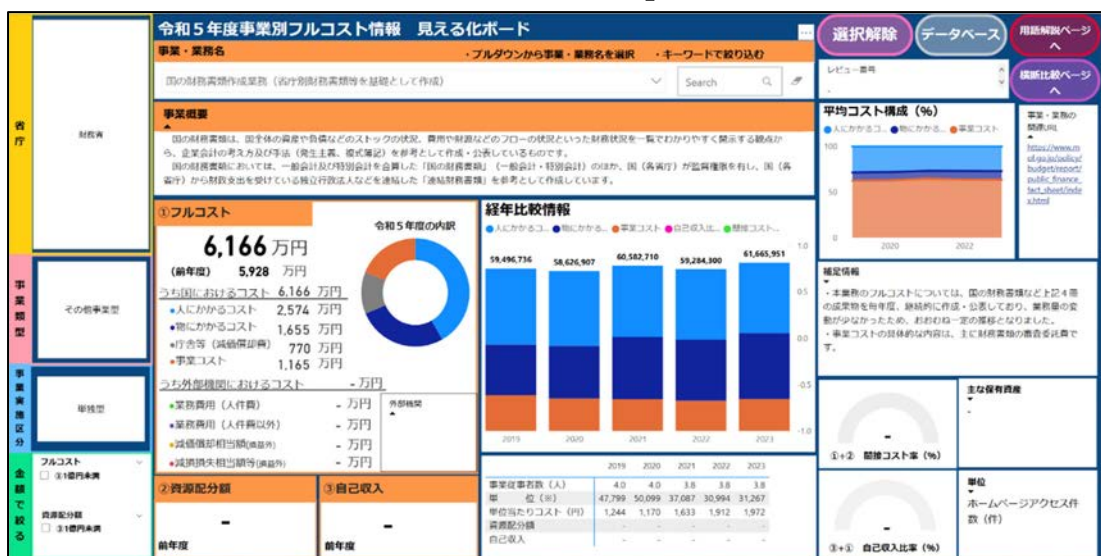 令和５年度事業別フルコスト情報　見える化ボード
事業・業務名
・プルダウンから事業・業務名を選択　・キーワードで絞り込む
国の財務書類作成業務（省庁別財務書類等を基礎として作成）
Search
選択解除
データベース
用語解説ページへ
レビュー番号
-
横断比較ページへ
省庁
財務省
事業類型
その他事業型
事業実施区分
単独型
金額で絞る
フルコスト
①1億円未満
資源配分額
②1億円未満
事業概要
国の財務書類は、国全体の資産や負債などのストックの状況、費用や財源などのフローの状況といった財務状況を一覧でわかりやすく開示する観点か
ら、企業会計の考え方及び手法（発生主義、複式簿記）を参考として作成・公表しているものです。
国の財務書類においては、一般会計及び特別会計を合算した「国の財務書類」（一般会計・特別会計）のほか、国（各省庁）が監督権限を有し、国（各
省庁）から財政支出を受けている独立行政法人などを連結した「連結財務書類」を参考として作成しています。
①フルコスト
令和５年度の内訳
6,166 万円
（前年度）　5,928　万円
うち国におけるコスト　6,166　万円
•人にかかるコスト　2,574　万円
•物にかかるコスト　1,655　万円
•庁舎等（減価償却費）　770　万円
•事業コスト　1,165　万円
うち外部機関におけるコスト　- 万円
•業務費用（人件費）　- 万円
•業務費用（人件費以外）　- 万円
•減価償却相当額(損益外)　- 万円
•減損損失相当額等(損益外)　- 万円
外部機関
②資源配分額
-
前年度
③自己収入
-
前年度
経年比較情報
人にかかるコ...　物にかかる...　事業コスト　自己収入比...　間接コスト...
59,496,736　58,626,907　60,582,710　59,284,300　61,665,951
1.0
0.5
0.0
-0.5
-1.0
2019　2020　2021　2022　2023
2019　2020　2021　2022　2023
事業従事者数（人）　4.0　4.0　3.8　3.8　3.8
単　位（※）　47,799　50,099　37,087　30,994　31,267
単位当たりコスト（円）　1,244　1,170　1,633　1,912　1,972
資源配分額　-　-　-　-　-
自己収入　-　-　-　-　-
平均コスト構成（%）
人にかかるコ...　物にかかる...　事業コスト
100
50
0
2020　2022
事業・業務の
関連URL
https://www.m
of.go.jp/policy/
budget/report/
public_finance_
fact_sheet/inde
x.html
補足情報
・本業務のフルコストについては、国の財務書類など上記４冊
の成果物を毎年度、継続的に作成・公表しており、業務量の変
動が少なかったため、おおむね一定の推移となりました。
・事業コストの具体的な内容は、主に財務書類の審査委託費で
す。
-
①+②　間接コスト率（%）
主な保有資産
-
-
③+①　自己収入比率（%）
単位
ホームページアクセス件
数（件）